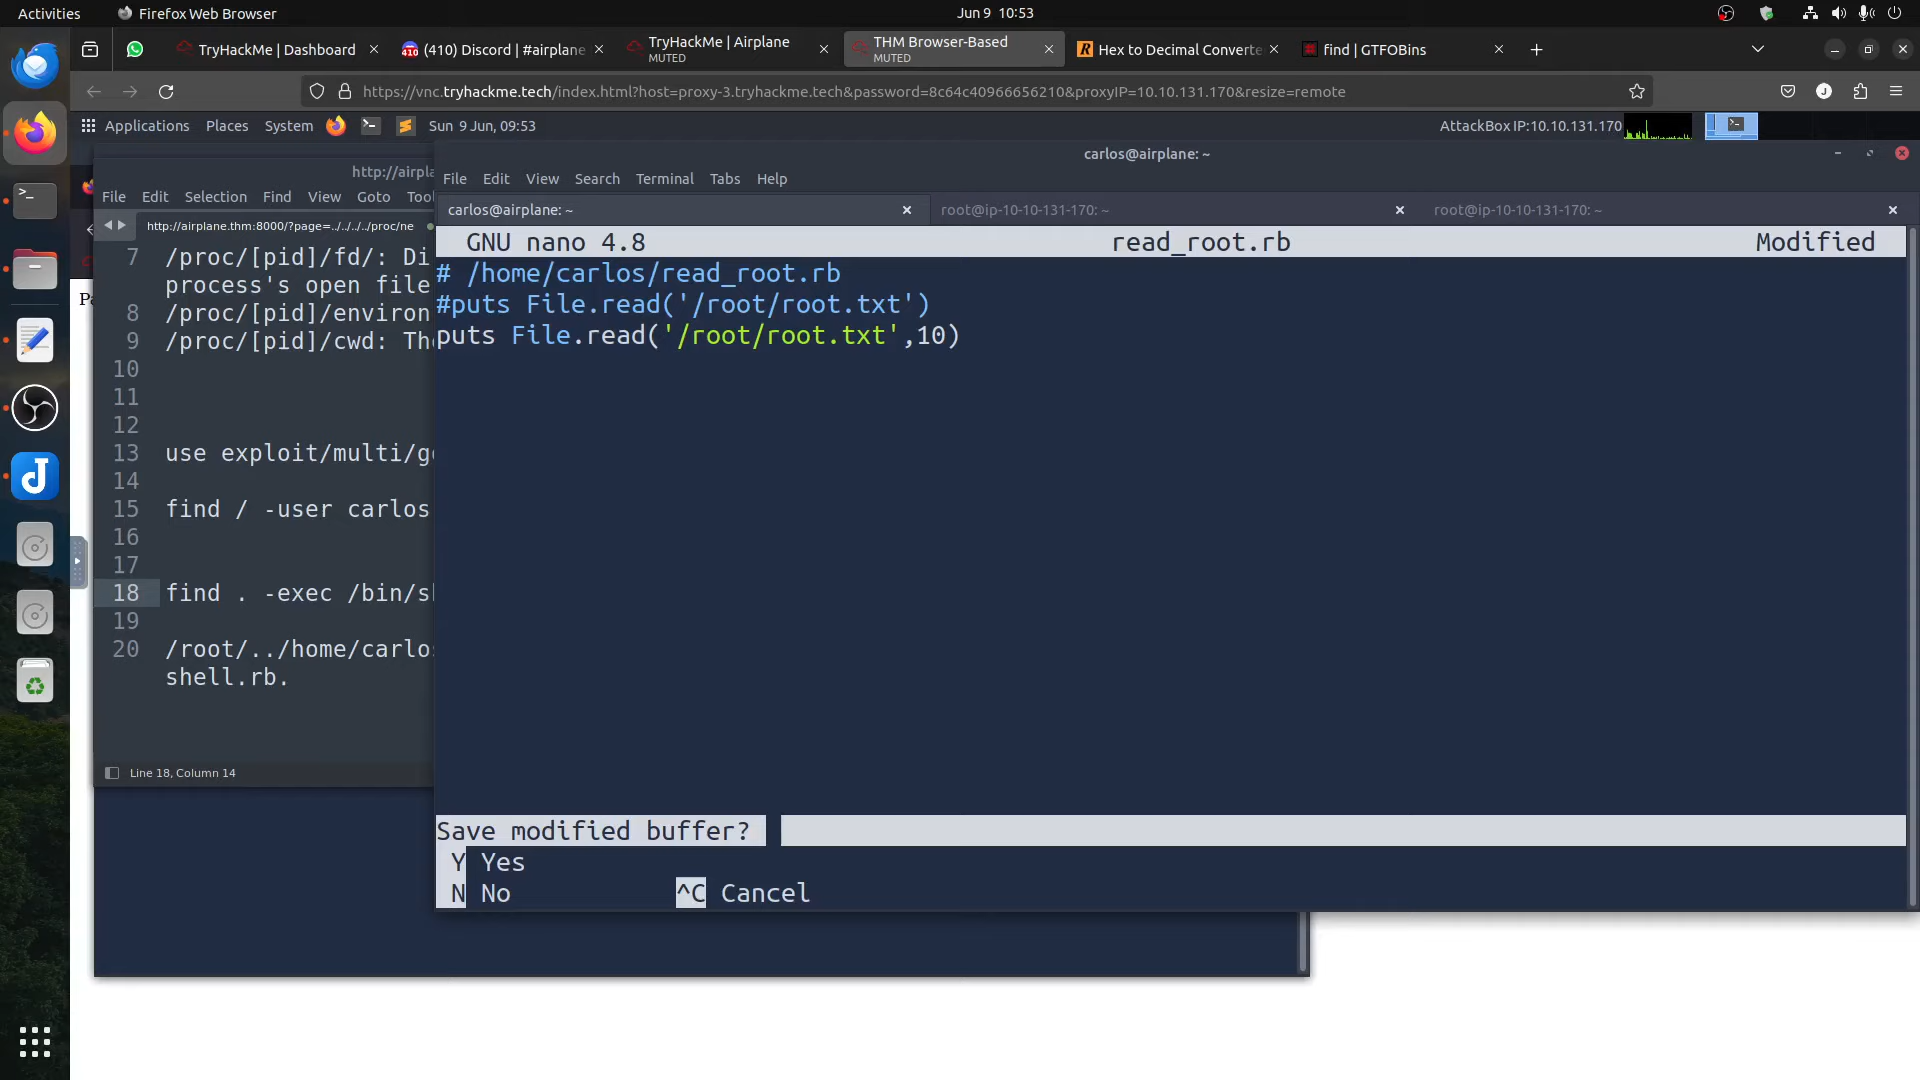 Activities
Firefox Web Browser
Jun 9 10:53
TryHackMe | Dashboard
(410) Discord | #airplane
TryHackMe | Airplane
MUTED
THM Browser-Based
MUTED
Hex to Decimal Converte
find | GTFOBins
https://vnc.tryhackme.tech/index.html?host=proxy-3.tryhackme.tech&password=8c64c40966656210&proxyIP=10.10.131.170&resize=remote
Applications Places System
Sun 9 Jun, 09:53
AttackBox IP:10.10.131.170
http://airpla
File Edit Selection Find View Goto Tool
http://airplane.thm:8000/?page=../../../../proc/ne
7 /proc/[pid]/fd/: Di
process's open file
8 /proc/[pid]/environ
9 /proc/[pid]/cwd: Th
10
11
12
13 use exploit/multi/g
14
15 find / -user carlos
16
17
18 find . -exec /bin/s
19
20 /root/../home/carlos
shell.rb.
Line 18, Column 14
carlos@airplane: ~
File Edit View Search Terminal Tabs Help
carlos@airplane: ~
root@ip-10-10-131-170: ~
root@ip-10-10-131-170: ~
GNU nano 4.8 read_root.rb Modified
# /home/carlos/read_root.rb
#puts File.read('/root/root.txt')
puts File.read('/root/root.txt',10)
Save modified buffer?
Y Yes
N No ^C Cancel